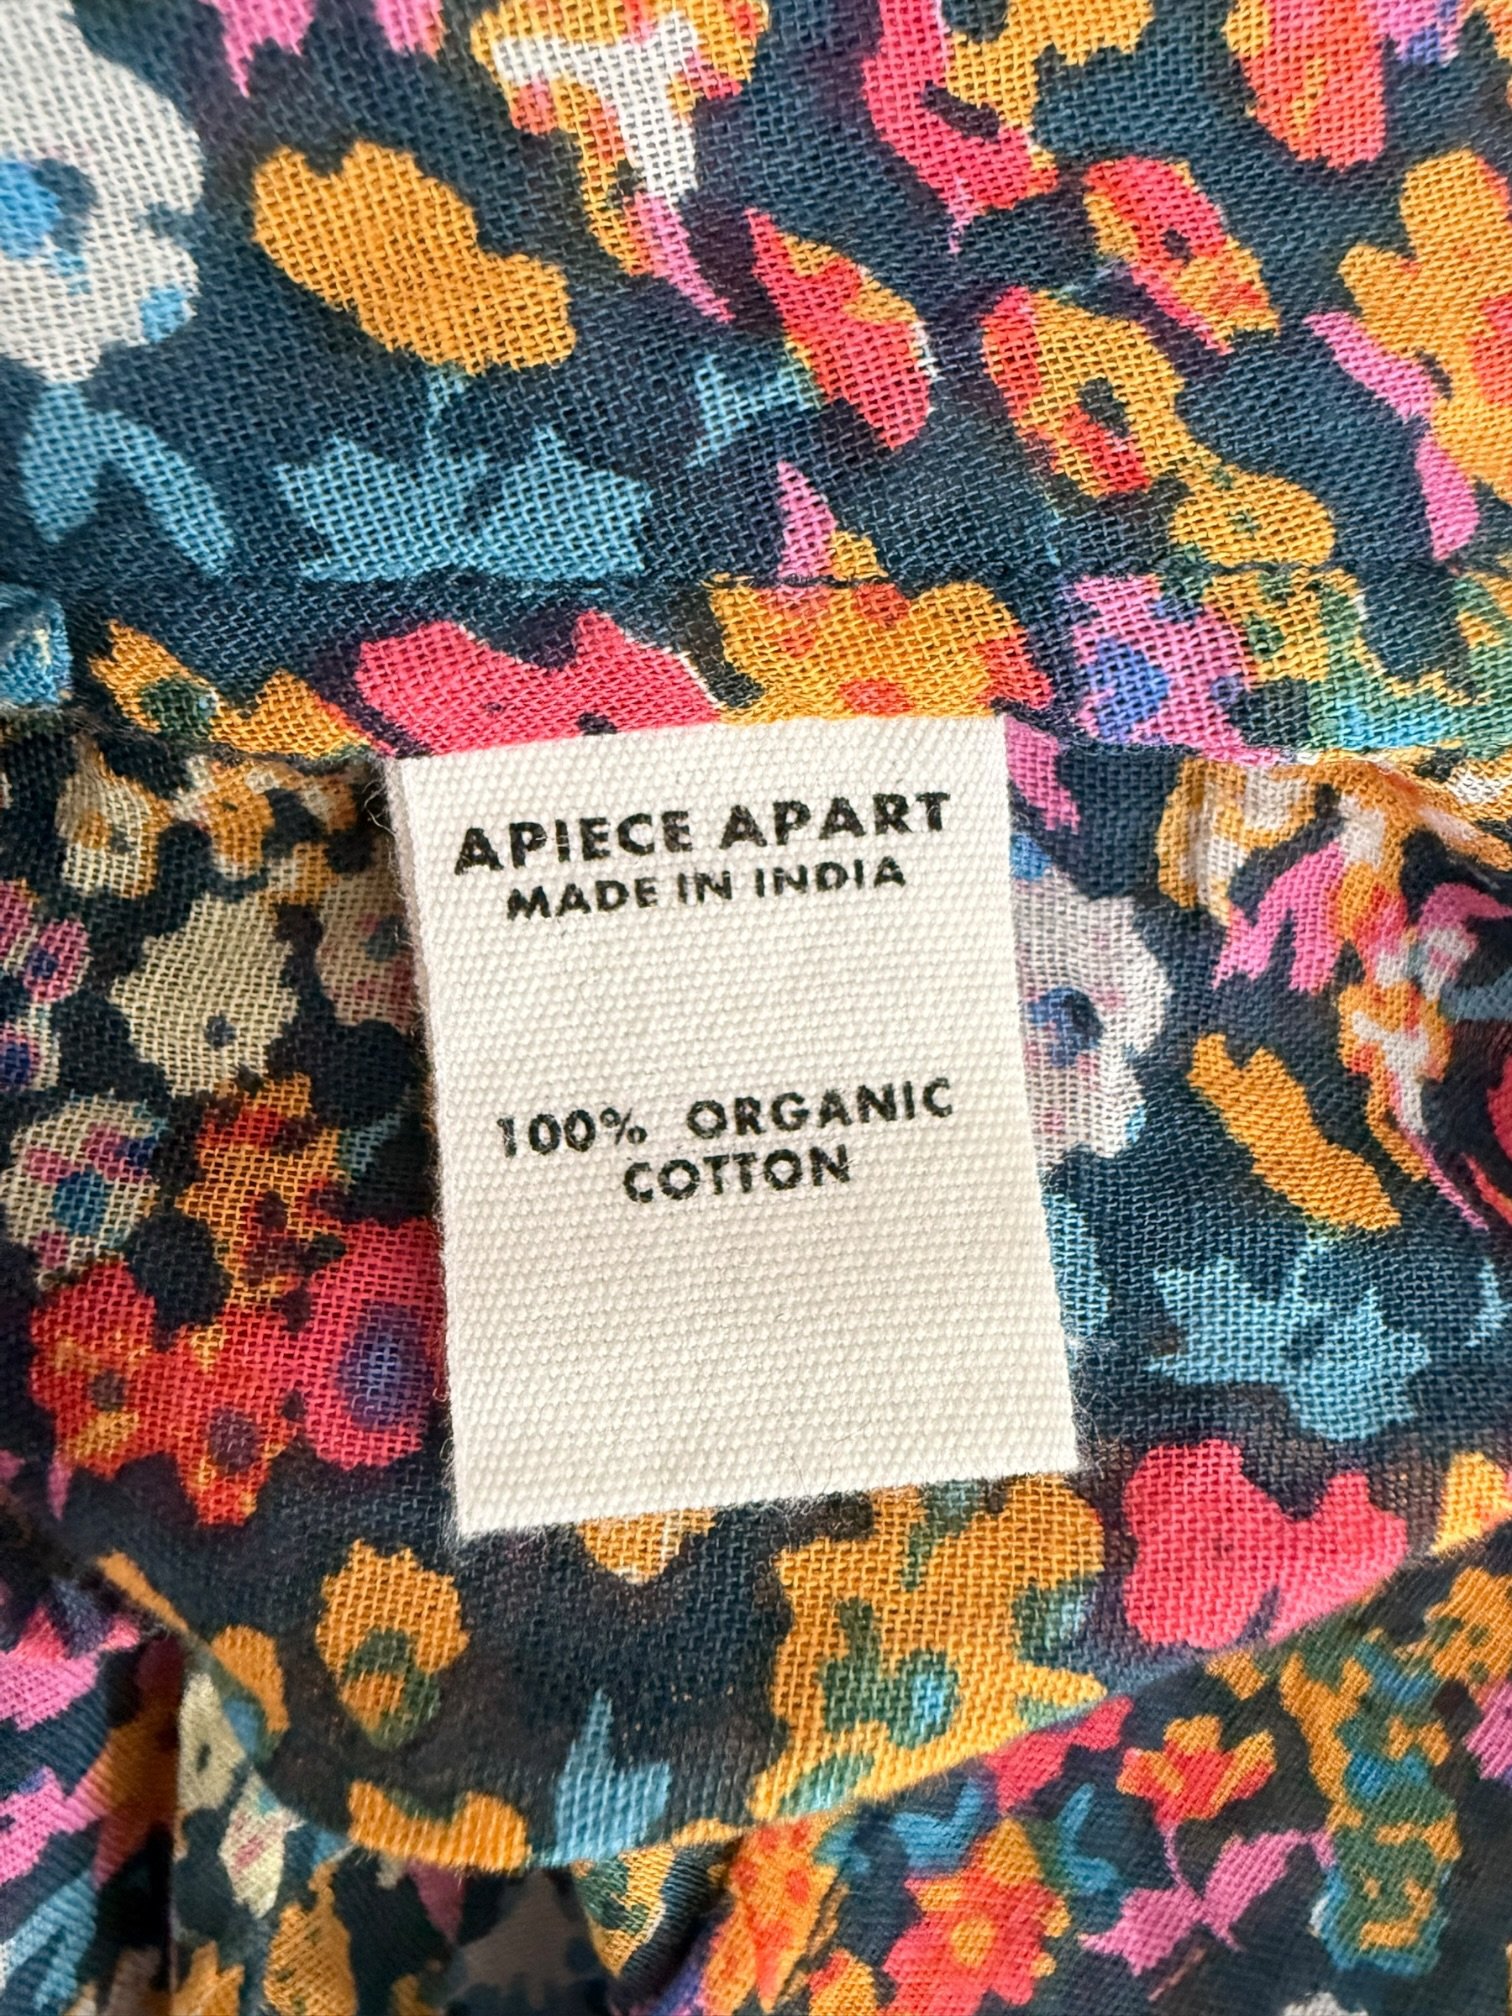 APIECE APART
MADE IN INDIA
100% ORGANIC
COTTON